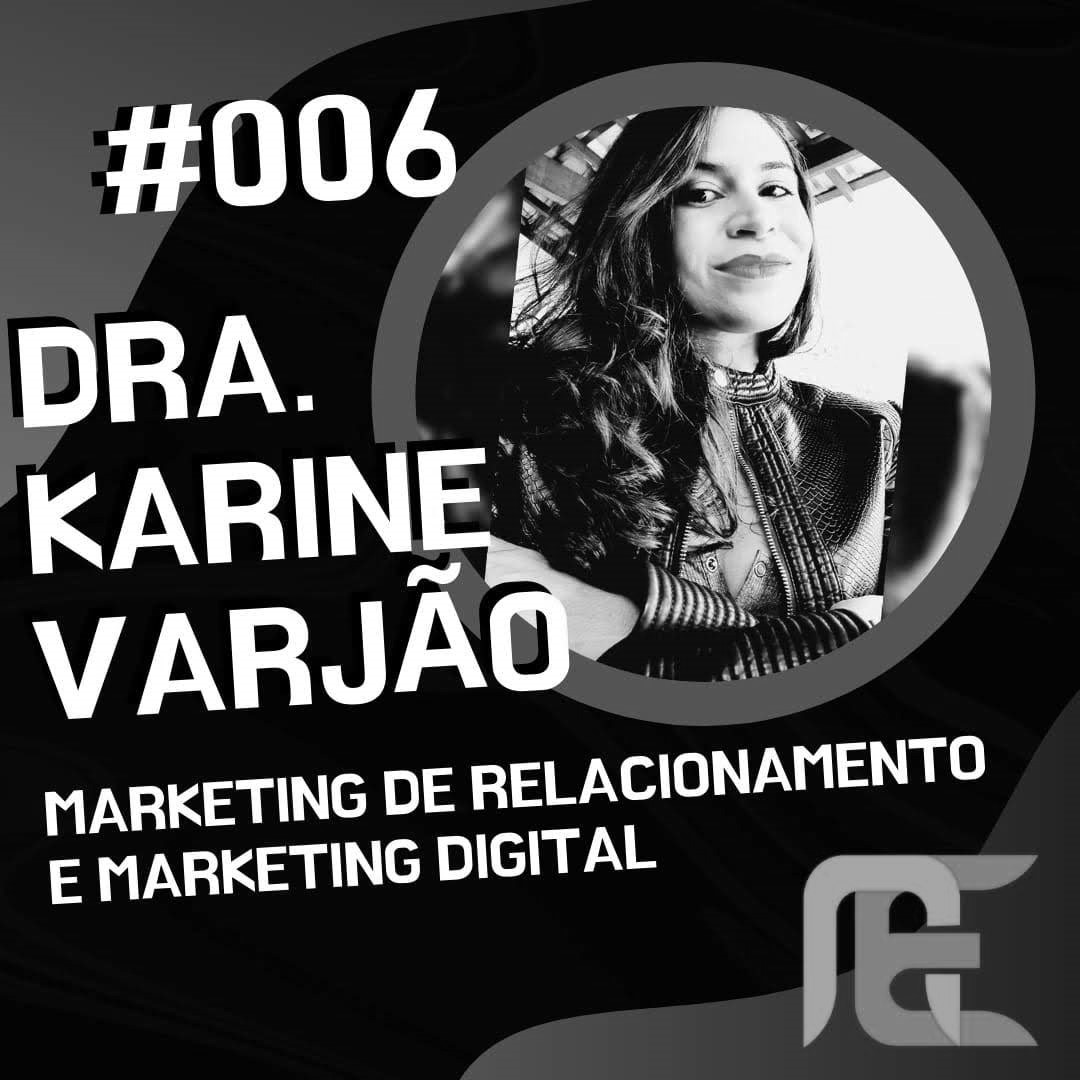 #006
DRA.
KARINE
VARJÃO
MARKETING DE RELACIONAMENTO
E MARKETING DIGITAL